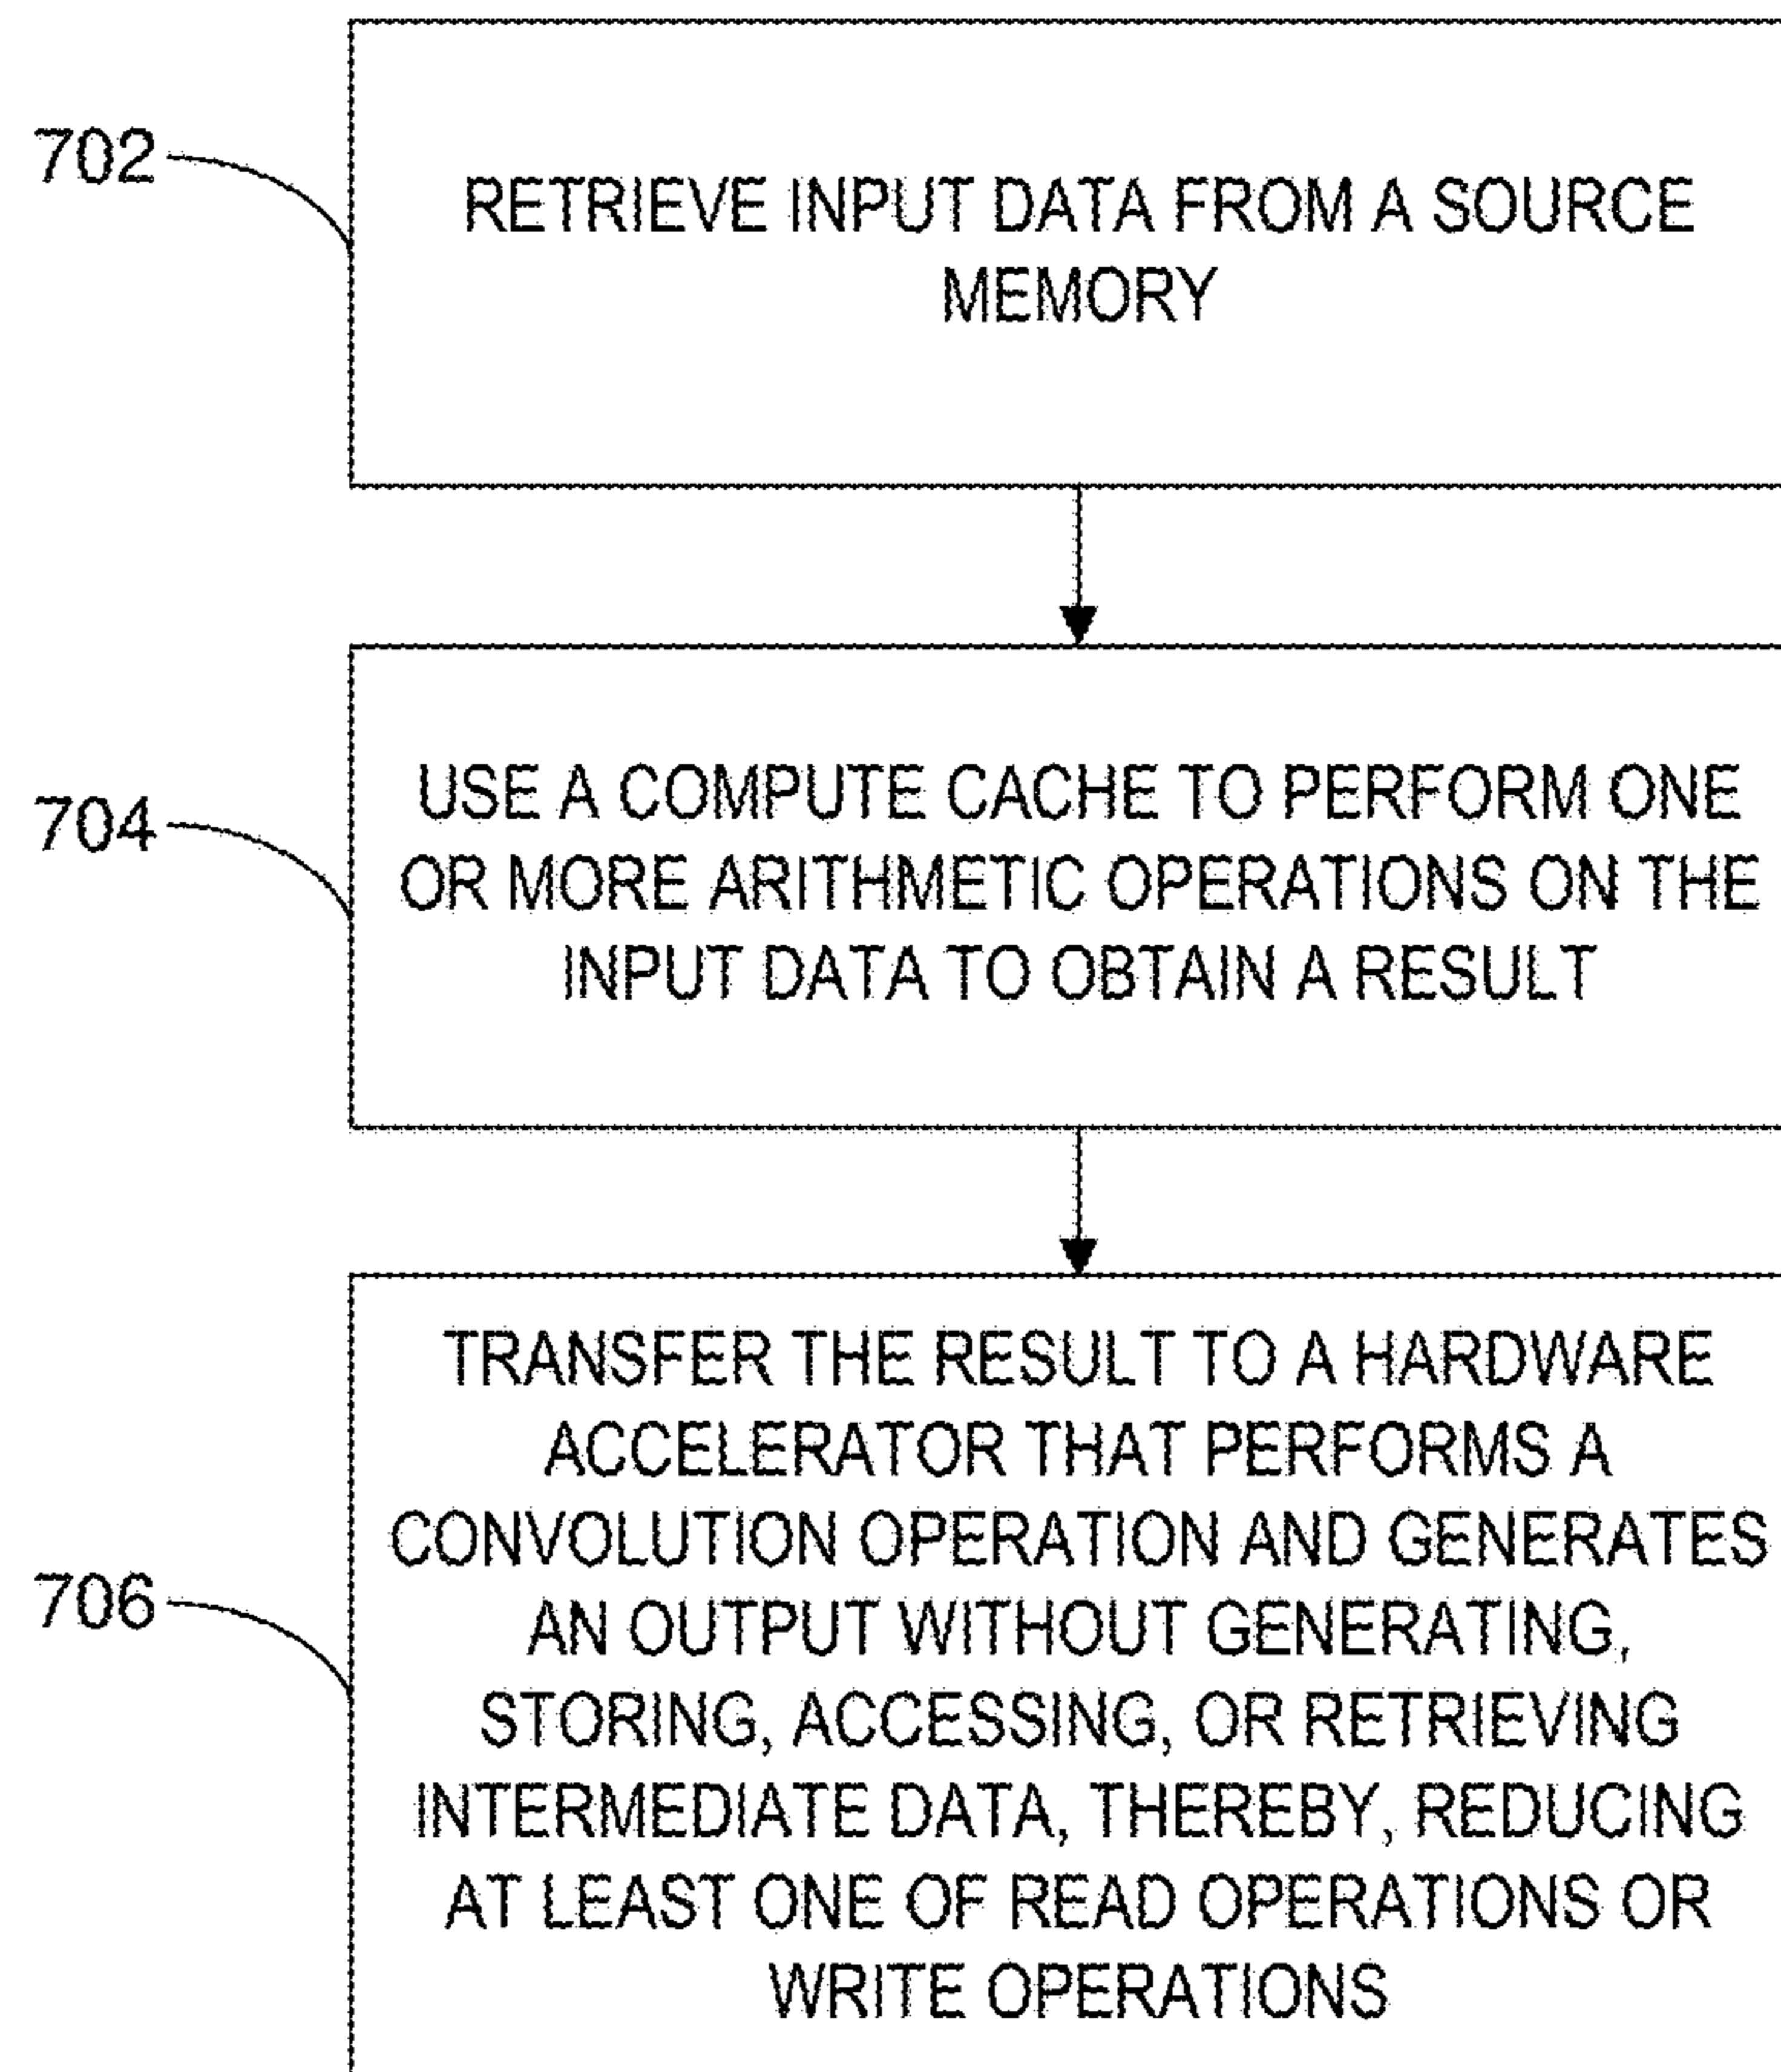 702
RETRIEVE INPUT DATA FROM A SOURCE
MEMORY
704
USE A COMPUTE CACHE TO PERFORM ONE
OR MORE ARITHMETIC OPERATIONS ON THE
INPUT DATA TO OBTAIN A RESULT
706
TRANSFER THE RESULT TO A HARDWARE
ACCELERATOR THAT PERFORMS A
CONVOLUTION OPERATION AND GENERATES
AN OUTPUT WITHOUT GENERATING,
STORING, ACCESSING, OR RETRIEVING
INTERMEDIATE DATA, THEREBY, REDUCING
AT LEAST ONE OF READ OPERATIONS OR
WRITE OPERATIONS